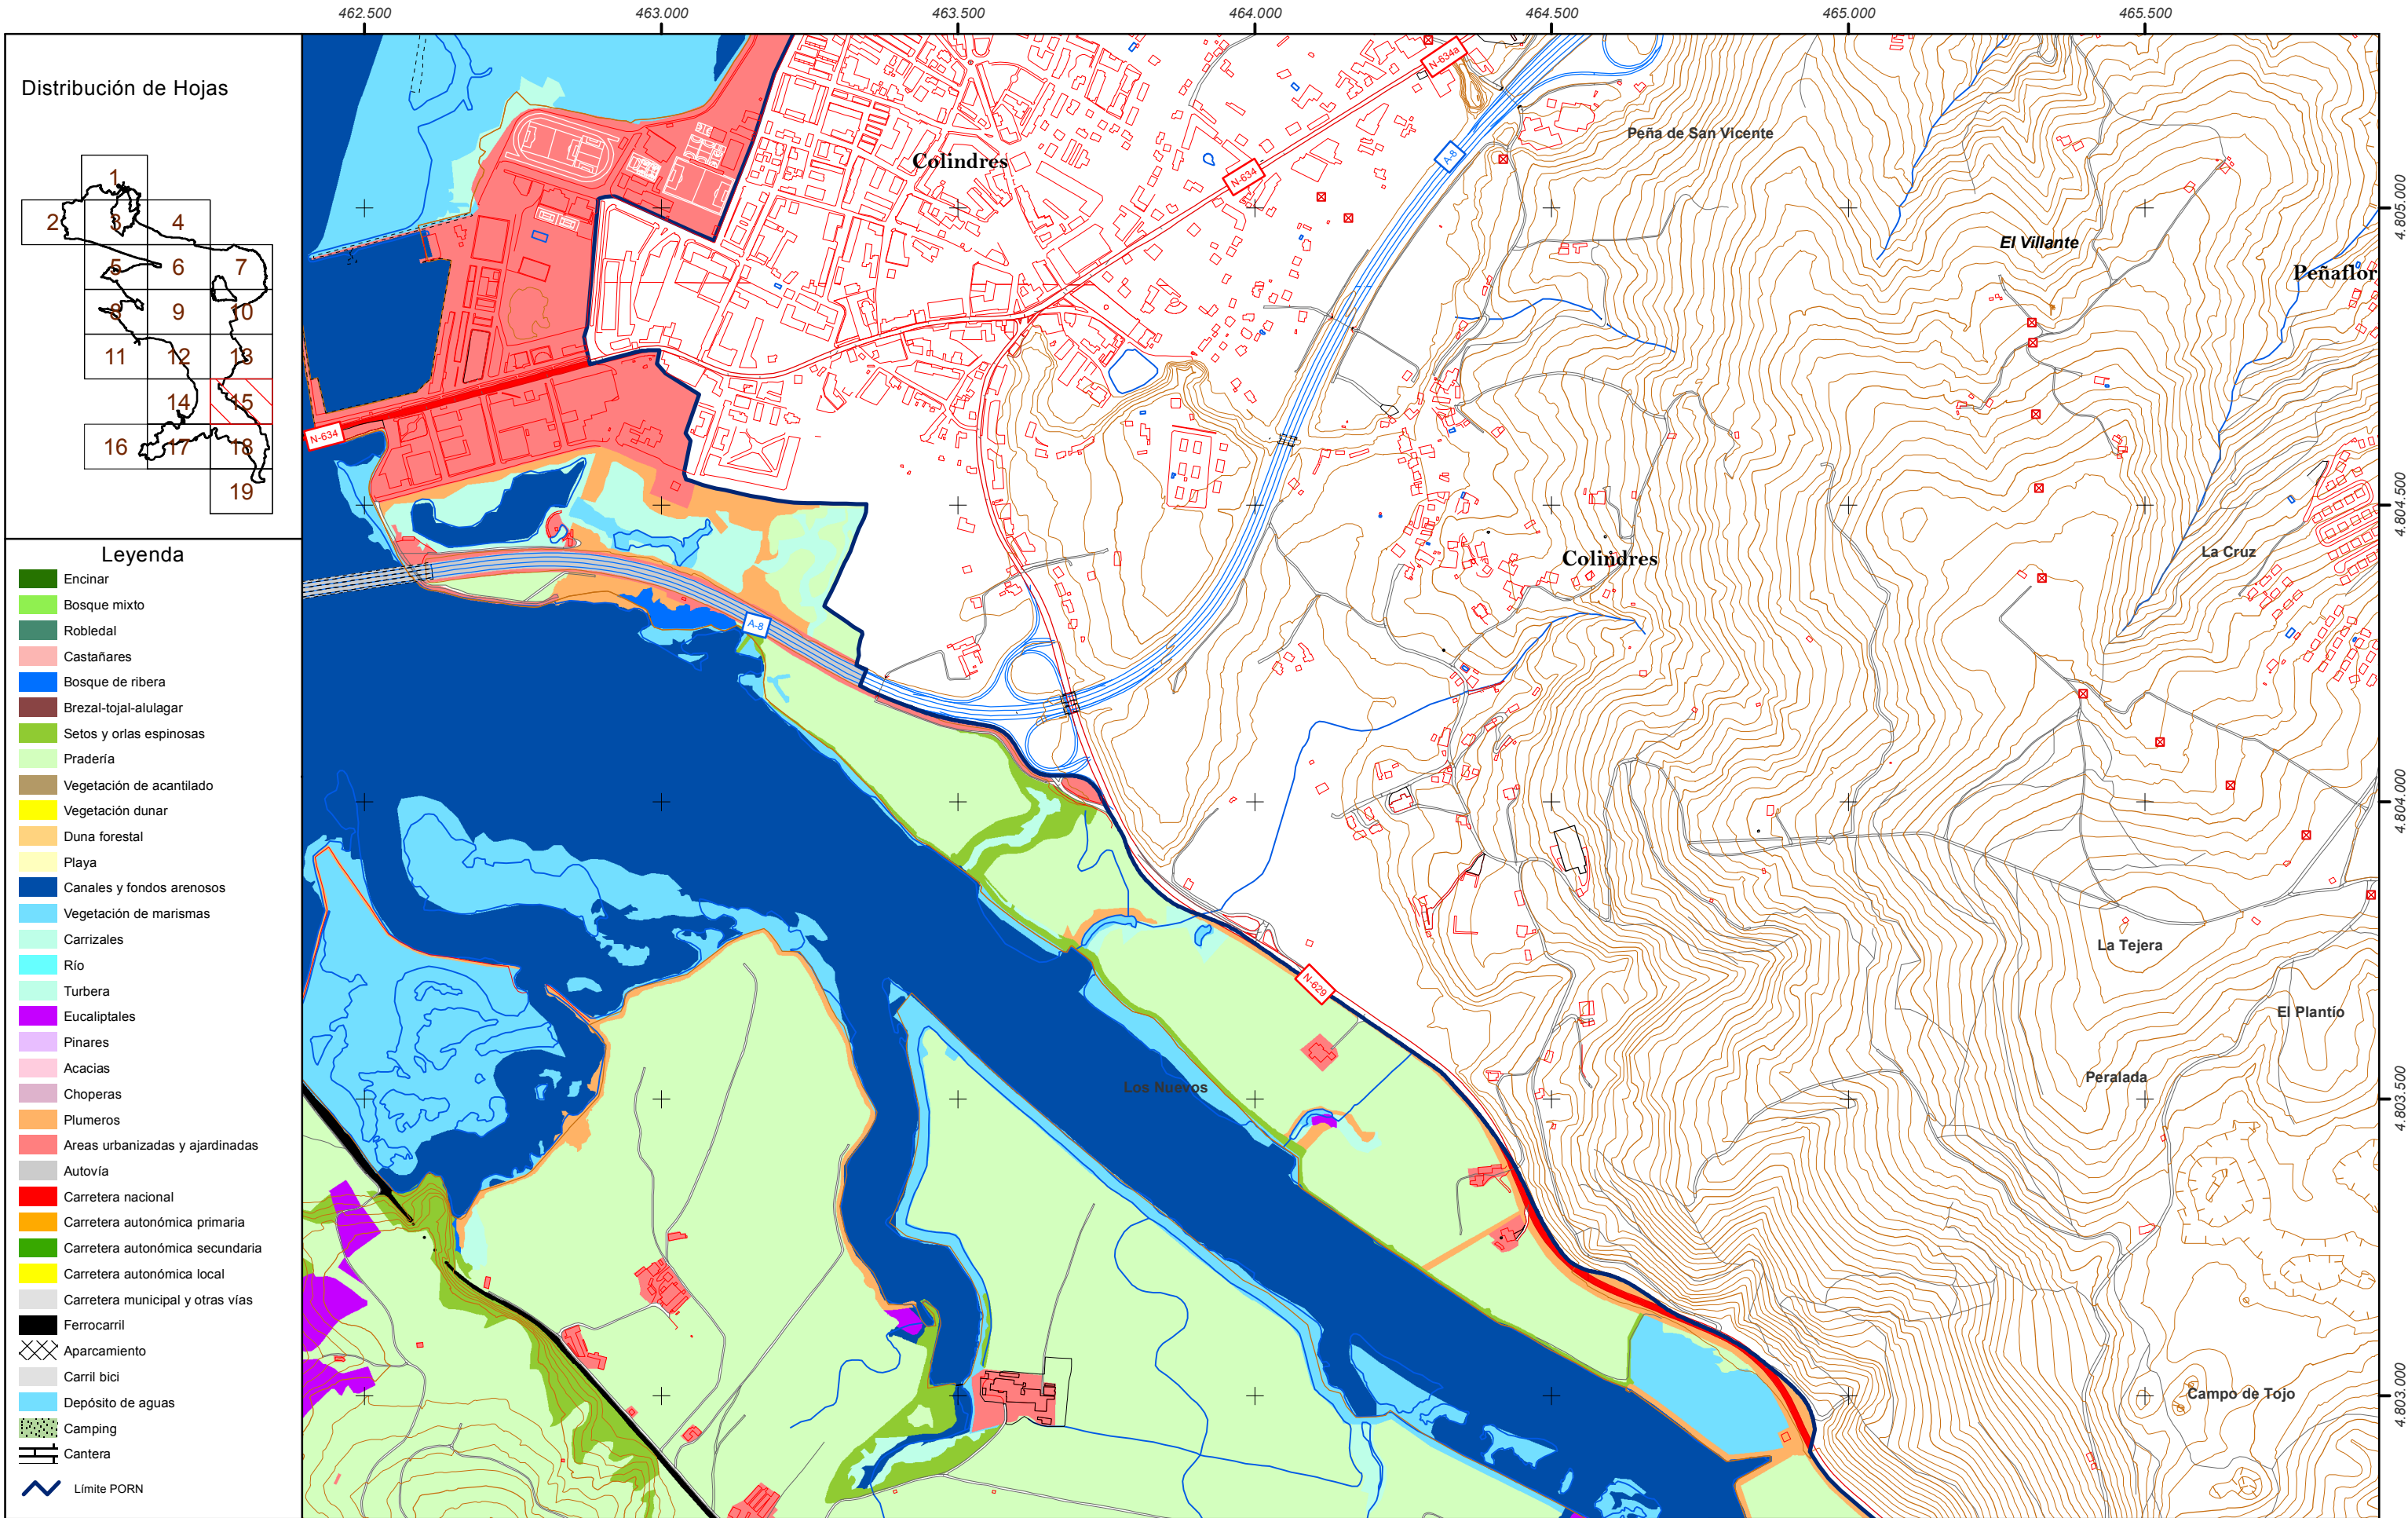 462.500
463.000
463.500
464.000
464.500
465.000
465.500
Distribución de Hojas
1
2
3
4
5
6
7
8
9
10
11
12
13
14
15
16
17
18
19
Leyenda
Encinar
Bosque mixto
Robledal
Castañares
Bosque de ribera
Brezal-tojal-alulagar
Setos y orlas espinosas
Pradería
Vegetación de acantilado
Vegetación dunar
Duna forestal
Playa
Canales y fondos arenosos
Vegetación de marismas
Carrizales
Río
Turbera
Eucaliptales
Pinares
Acacias
Choperas
Plumeros
Areas urbanizadas y ajardinadas
Autovía
Carretera nacional
Carretera autonómica primaria
Carretera autonómica secundaria
Carretera autonómica local
Carretera municipal y otras vías
Ferrocarril
Aparcamiento
Carril bici
Depósito de aguas
Camping
Cantera
Límite PORN
N-634a
Peña de San Vicente
A-8
Colindres
N-634
El Villante
Peñaflor
N-634
La Cruz
Colindres
A-8
La Tejera
N-629
El Plantío
Los Nuevos
Peralada
Campo de Tojo
4.805.000
4.804.500
4.804.000
4.803.500
4.803.000